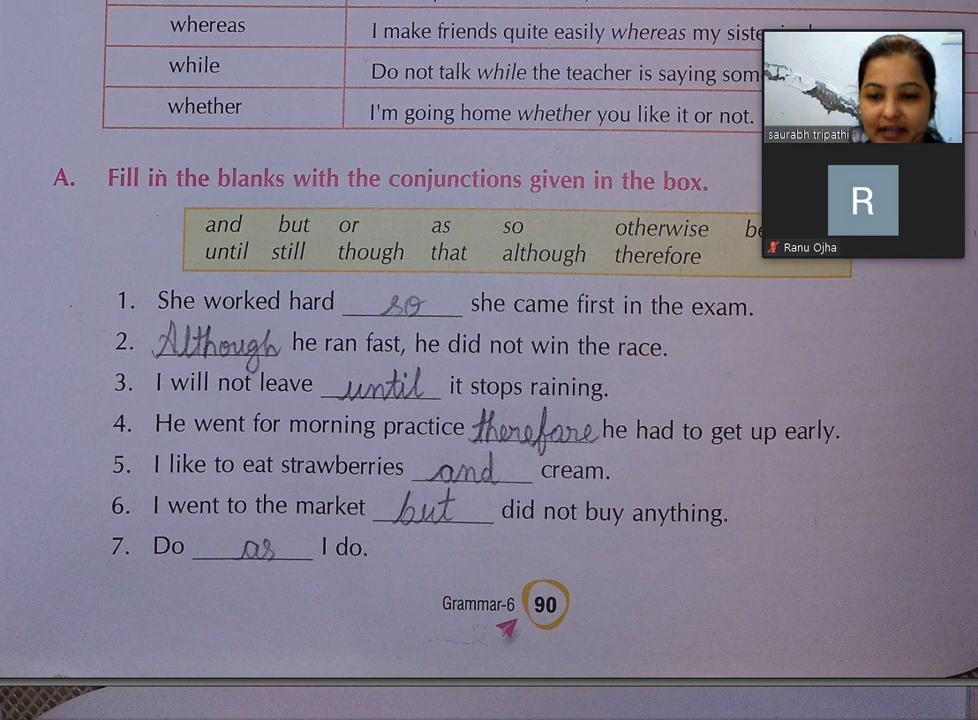 whereas I make friends quite easily whereas my
while Do not talk while the teacher is saying
whether I'm going home whether you like it or not.
saurabh tripathi
A. Fill in the blanks with the conjunctions given in the box.
and but or as so otherwise
until still though that although therefore
R
Ranu Ojha
1. She worked hard so she came first in the exam.
2. Although he ran fast, he did not win the race.
3. I will not leave until it stops raining.
4. He went for morning practice therefare he had to get up early.
5. I like to eat strawberries and cream.
6. I went to the market but did not buy anything.
7. Do as I do.
Grammar-6 90